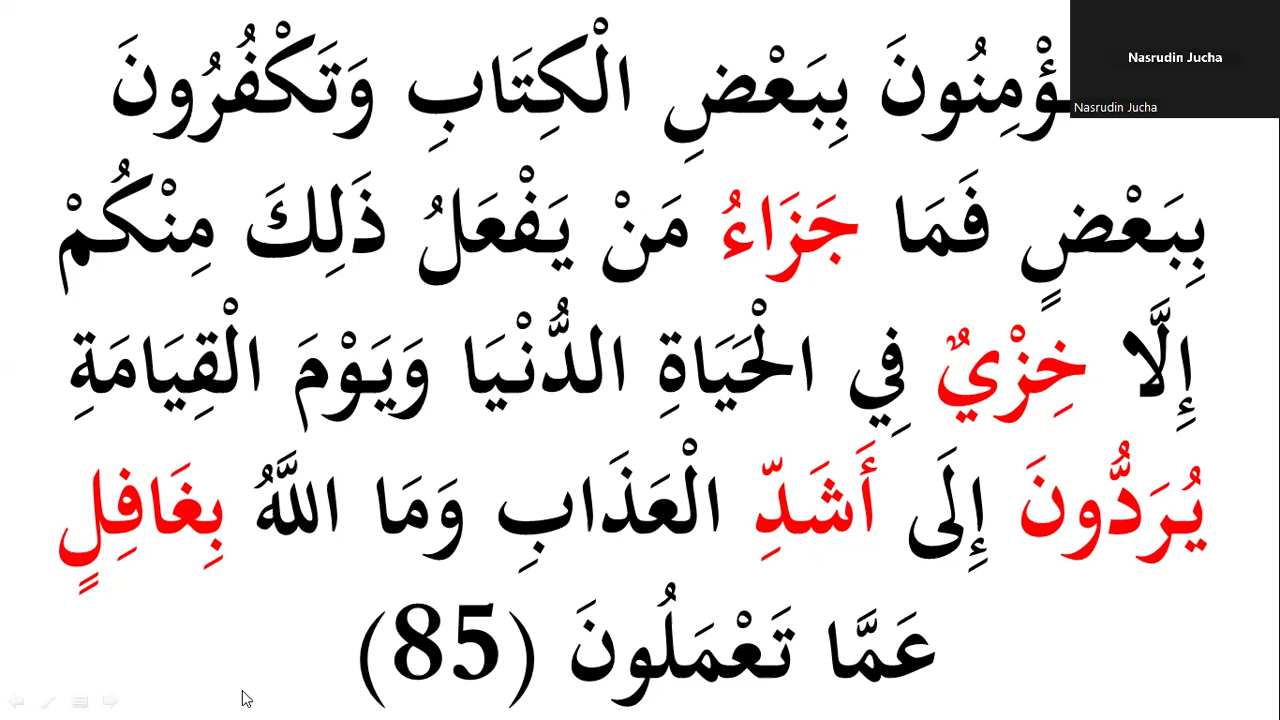 ـؤْمِنُونَ بِبَعْضِ الْكِتَابِ وَتَكْفُرُونَ
بِبَعْضٍ فَمَا جَزَاءُ مَنْ يَفْعَلُ ذَلِكَ مِنْكُمْ
إِلَّا خِزْيٌ فِي الْحَيَاةِ الدُّنْيَا وَيَوْمَ الْقِيَامَةِ
يُرَدُّونَ إِلَى أَشَدِّ الْعَذَابِ وَمَا اللَّهُ بِغَافِلٍ
عَمَّا تَعْمَلُونَ (85)
Nasrudin Jucha
Nasrudin Jucha